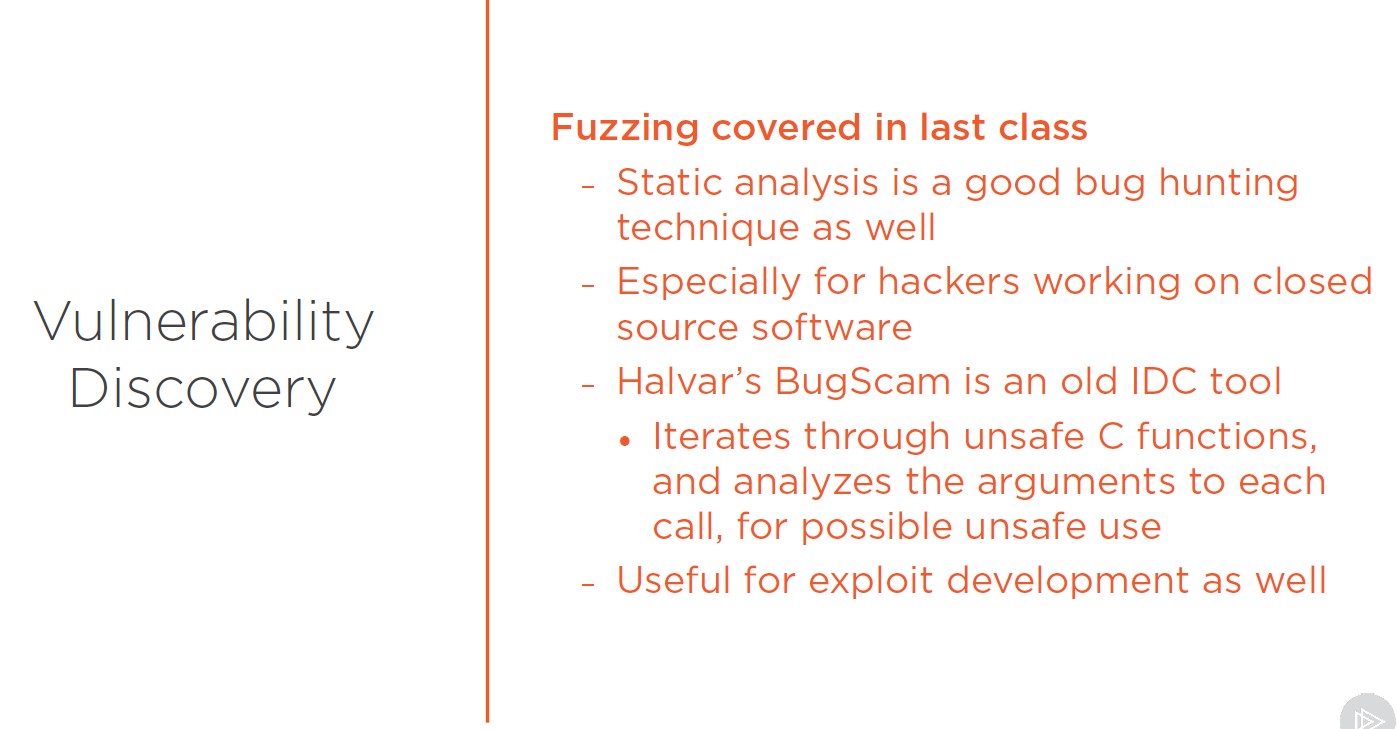 Vulnerability
Discovery
Fuzzing covered in last class
– Static analysis is a good bug hunting
technique as well
– Especially for hackers working on closed
source software
– Halvar’s BugScam is an old IDC tool
• Iterates through unsafe C functions,
and analyzes the arguments to each
call, for possible unsafe use
– Useful for exploit development as well